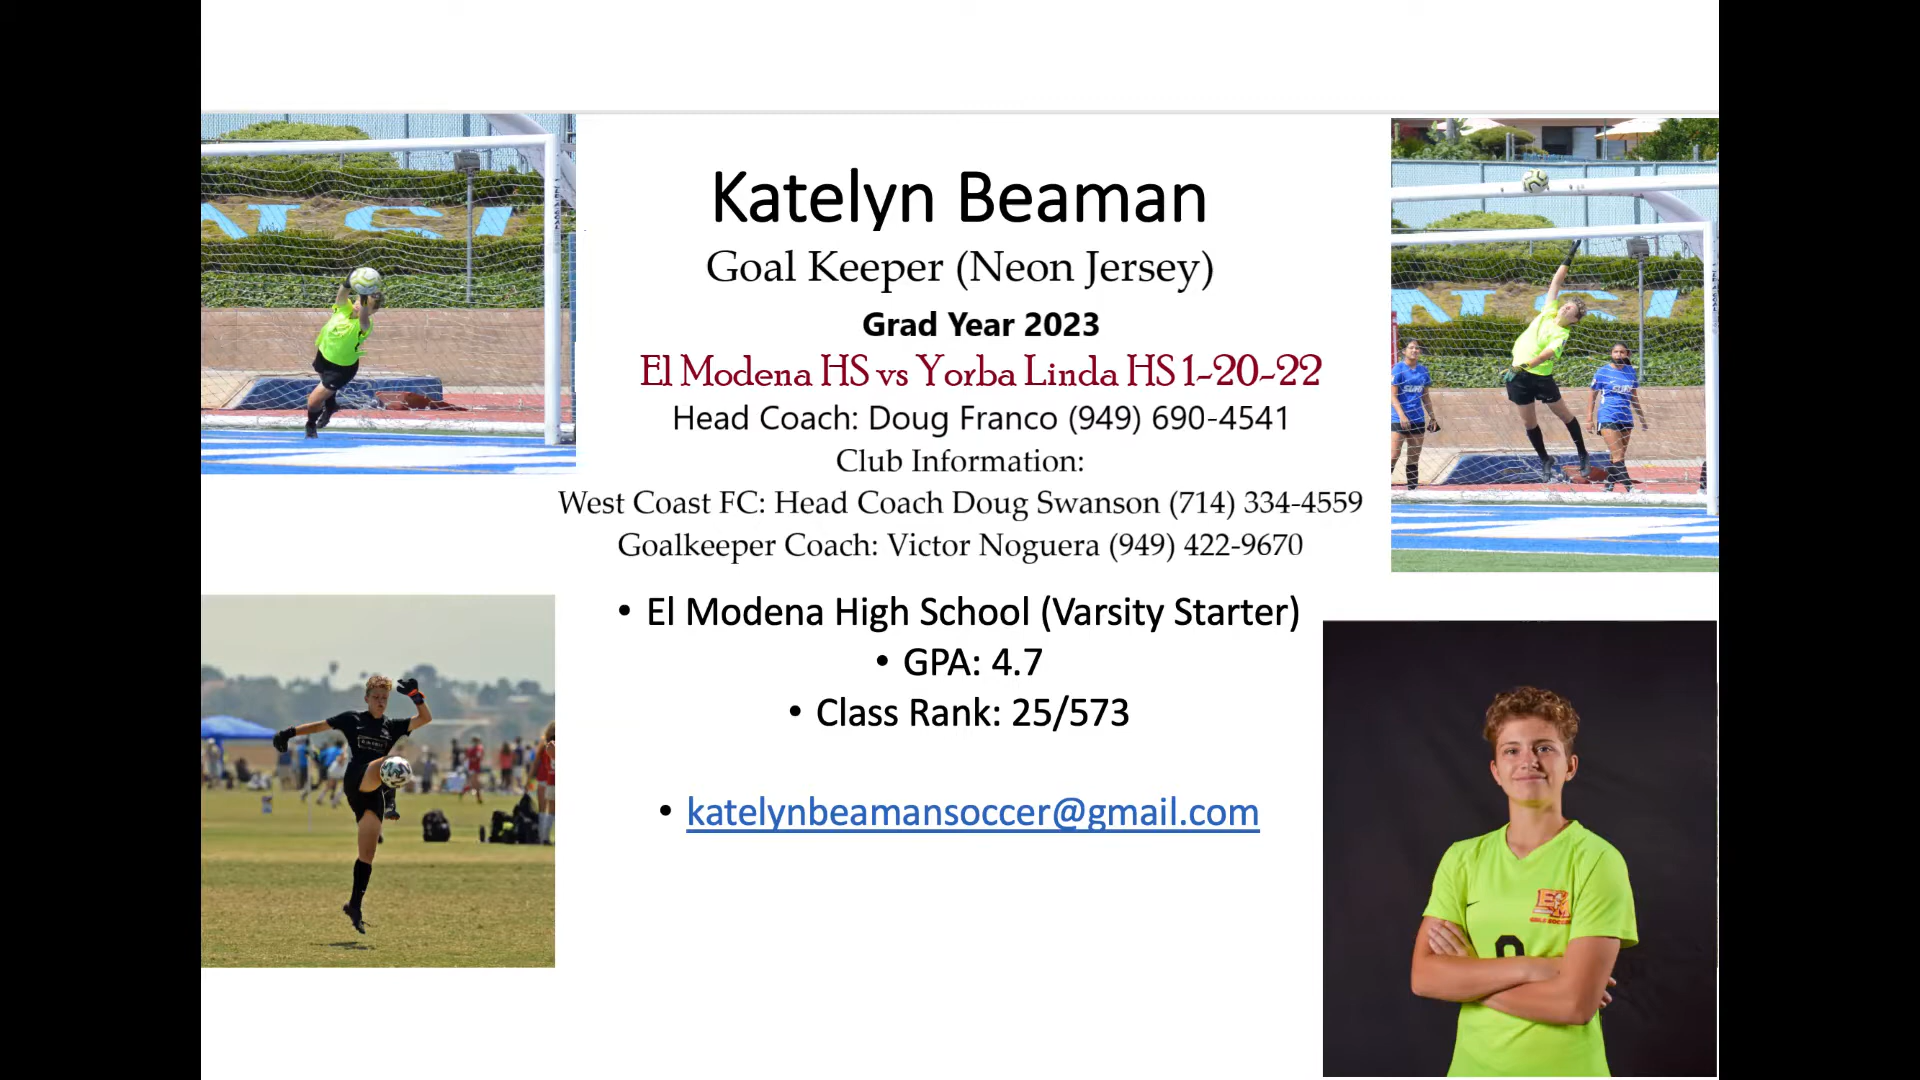 Katelyn Beaman
Goal Keeper (Neon Jersey)
Grad Year 2023
El Modena HS vs Yorba Linda HS 1-20-22
Head Coach: Doug Franco (949) 690-4541
Club Information:
West Coast FC: Head Coach Doug Swanson (714) 334-4559
Goalkeeper Coach: Victor Noguera (949) 422-9670
• El Modena High School (Varsity Starter)
• GPA: 4.7
• Class Rank: 25/573
• katelynbeamansoccer@gmail.com
EM
GIRLS SOCCER